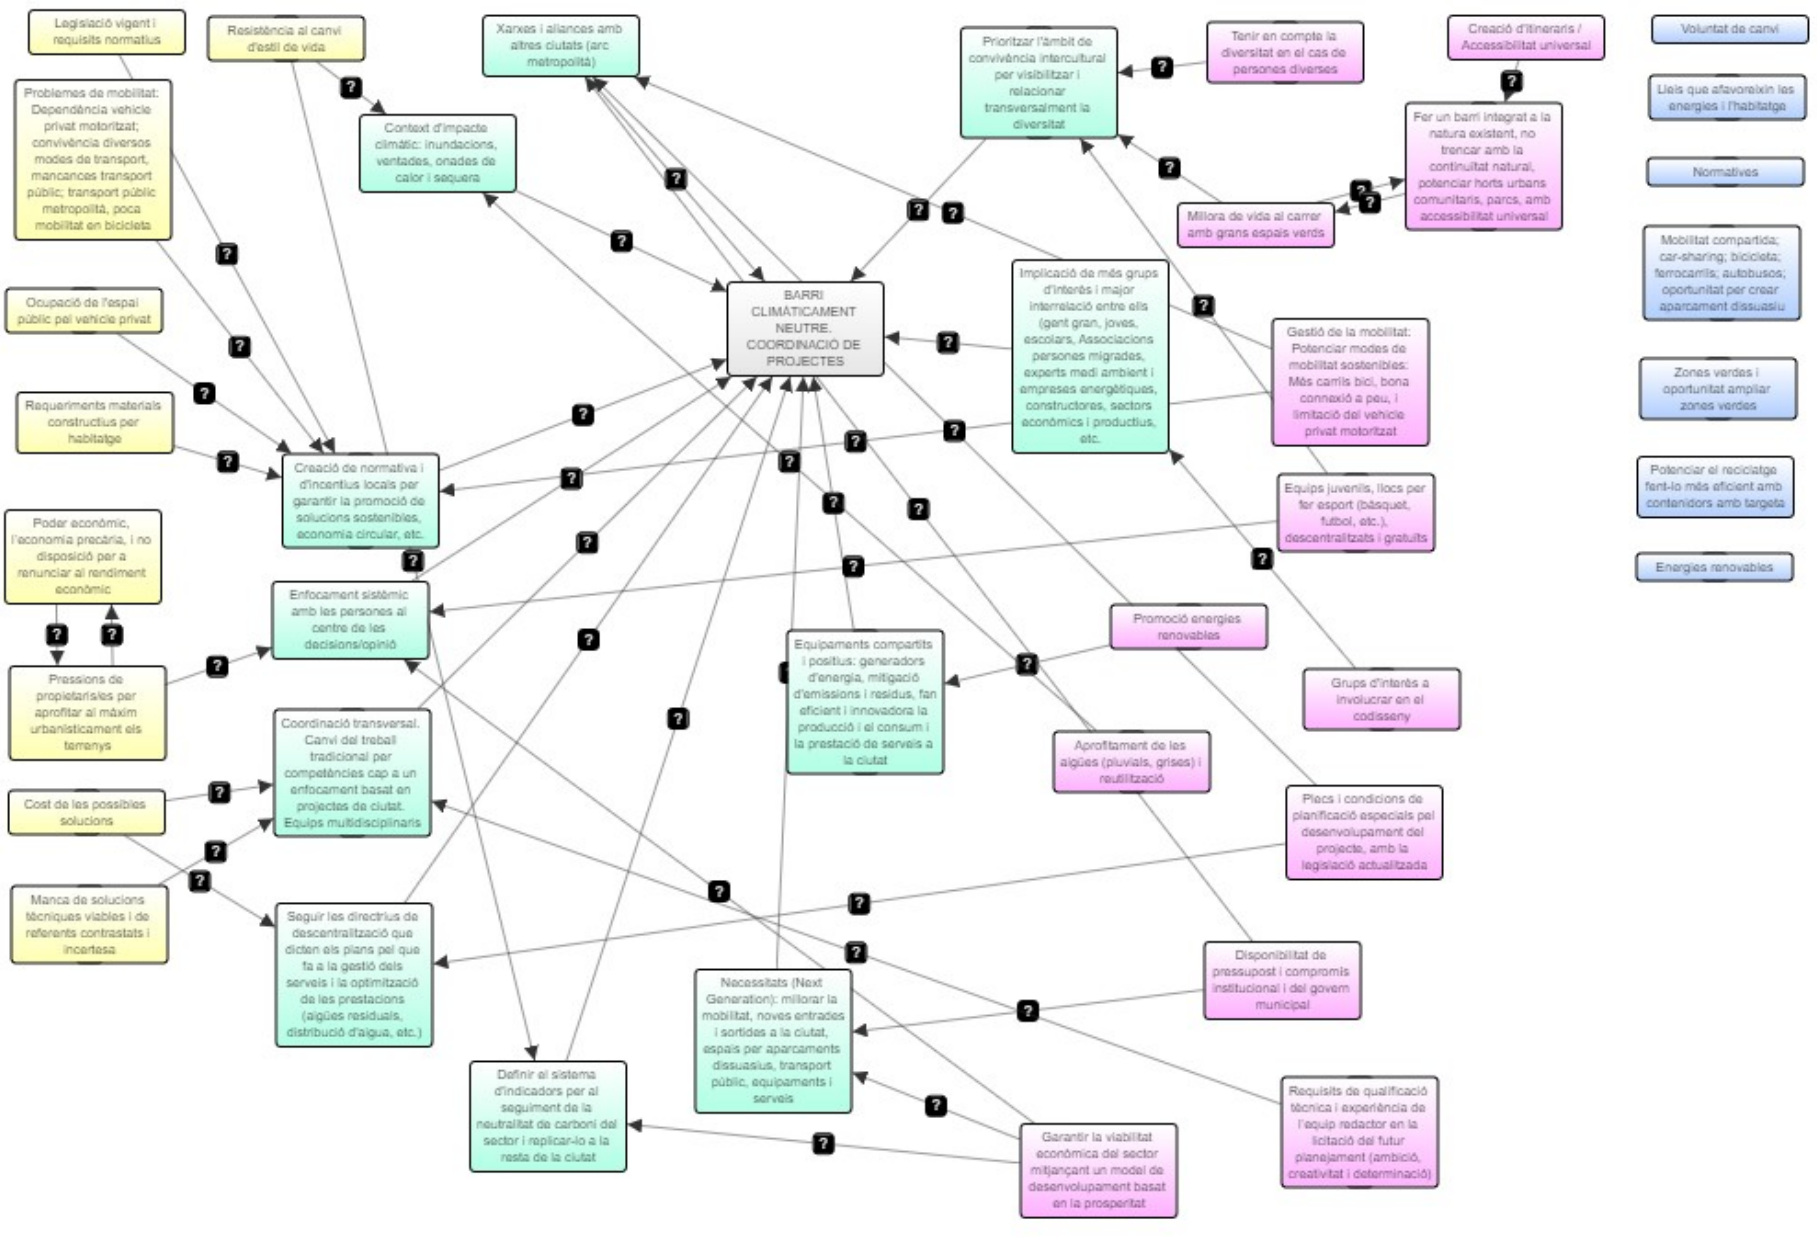 Legislació vigent i
requisits normatius
Resistència al canvi
d'estil de vida
Xarxes i aliances amb
altres ciutats (arc
metropolità)
Prioritzar l'àmbit de
convivència intercultural
per visibilitzar i
relacionar
transversalment la
diversitat
Tenir en compte la
diversitat en el cas de
persones diverses
Creació d'itineraris /
Accessibilitat universal
Voluntat de canvi
Problemes de mobilitat:
Dependència vehicle
privat motoritzat;
convivència diversos
modes de transport,
mancances transport
públic; transport públic
metropolità, poca
mobilitat en bicicleta
Context d'impacte
climàtic: inundacions,
ventades, onades de
calor i sequera
Fer un barri integrat a la
natura existent, no
trencar amb la
continuïtat natural,
potenciar horts urbans
comunitaris, parcs, amb
accessibilitat universal
Lleis que afavoreixin les
energies i l'habitatge
Normatives
Millora de vida al carrer
amb grans espais verds
Mobilitat compartida;
car-sharing; bicicleta;
ferrocarrils; autobusos;
oportunitat per crear
aparcament dissuasiu
Ocupació de l'espai
públic pel vehicle privat
BARRI
CLIMÀTICAMENT
NEUTRE.
COORDINACIÓ DE
PROJECTES
Implicació de més grups
d'interès i major
interrelació entre ells
(gent gran, joves,
escolars, Associacions
persones migrades,
experts medi ambient i
empreses energètiques,
constructores, sectors
econòmics i productius,
etc.
Gestió de la mobilitat:
Potenciar modes de
mobilitat sostenibles:
Més carrils bici, bona
connexió a peu, i
limitació del vehicle
privat motoritzat
Zones verdes i
oportunitat ampliar
zones verdes
Requeriments materials
constructius per
habitatge
Creació de normativa i
d'incentius locals per
garantir la promoció de
solucions sostenibles,
economia circular, etc.
Equips juvenils, llocs per
fer esport (bàsquet,
futbol, etc.),
descentralitzats i gratuïts
Potenciar el reciclatge
fent-lo més eficient amb
contenidors amb targeta
Poder econòmic,
l'economia precària, i no
disposició per a
renunciar al rendiment
econòmic
Energies renovables
Enfocament sistèmic
amb les persones al
centre de les
decisions/opinió
Promoció energies
renovables
Equipaments compartits
i positius: generadors
d'energia, mitigació
d'emissions i residus, fan
eficient i innovadora la
producció i el consum i
la prestació de serveis a
la ciutat
Pressions de
propietaris/es per
aprofitar al màxim
urbanísticament els
terrenys
Grups d'interès a
involucrar en el
codisseny
Coordinació transversal.
Canvi del treball
tradicional per
competències cap a un
enfocament basat en
projectes de ciutat.
Equips multidisciplinaris
Aprofitament de les
aigües (pluvials, grises) i
reutilització
Cost de les possibles
solucions
Plecs i condicions de
planificació especials pel
desenvolupament del
projecte, amb la
legislació actualitzada
Manca de solucions
tècniques viables i de
referents contrastats i
incertesa
Seguir les directrius de
descentralització que
dicten els plans pel que
fa a la gestió dels
serveis i la optimització
de les prestacions
(aigües residuals,
distribució d'aigua, etc.)
Disponibilitat de
pressupost i compromís
institucional i del govern
municipal
Necessitats (Next
Generation): millorar la
mobilitat, noves entrades
i sortides a la ciutat,
espais per aparcaments
dissuasius, transport
públic, equipaments i
serveis
Definir el sistema
d'indicadors per al
seguiment de la
neutralitat de carboni del
sector i replicar-lo a la
resta de la ciutat
Requisits de qualificació
tècnica i experiència de
l'equip redactor en la
licitació del futur
planejament (ambició,
creativitat i determinació)
Garantir la viabilitat
econòmica del sector
mitjançant un model de
desenvolupament basat
en la prosperitat